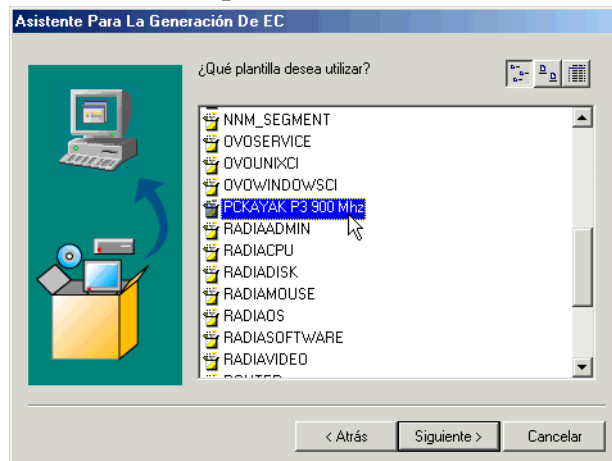 Asistente Para La Generación De EC
¿Qué plantilla desea utilizar?
NNM_SEGMENT
OVOSERVICE
OVOUNIXCI
OVOWINDOWSCI
PCKAYAK P3 900 Mhz
RADIAADMIN
RADIACPU
RADIADISK
RADIAMOUSE
RADIAOS
RADIASOFTWARE
RADIAVIDEO
< Atrás
Siguiente >
Cancelar